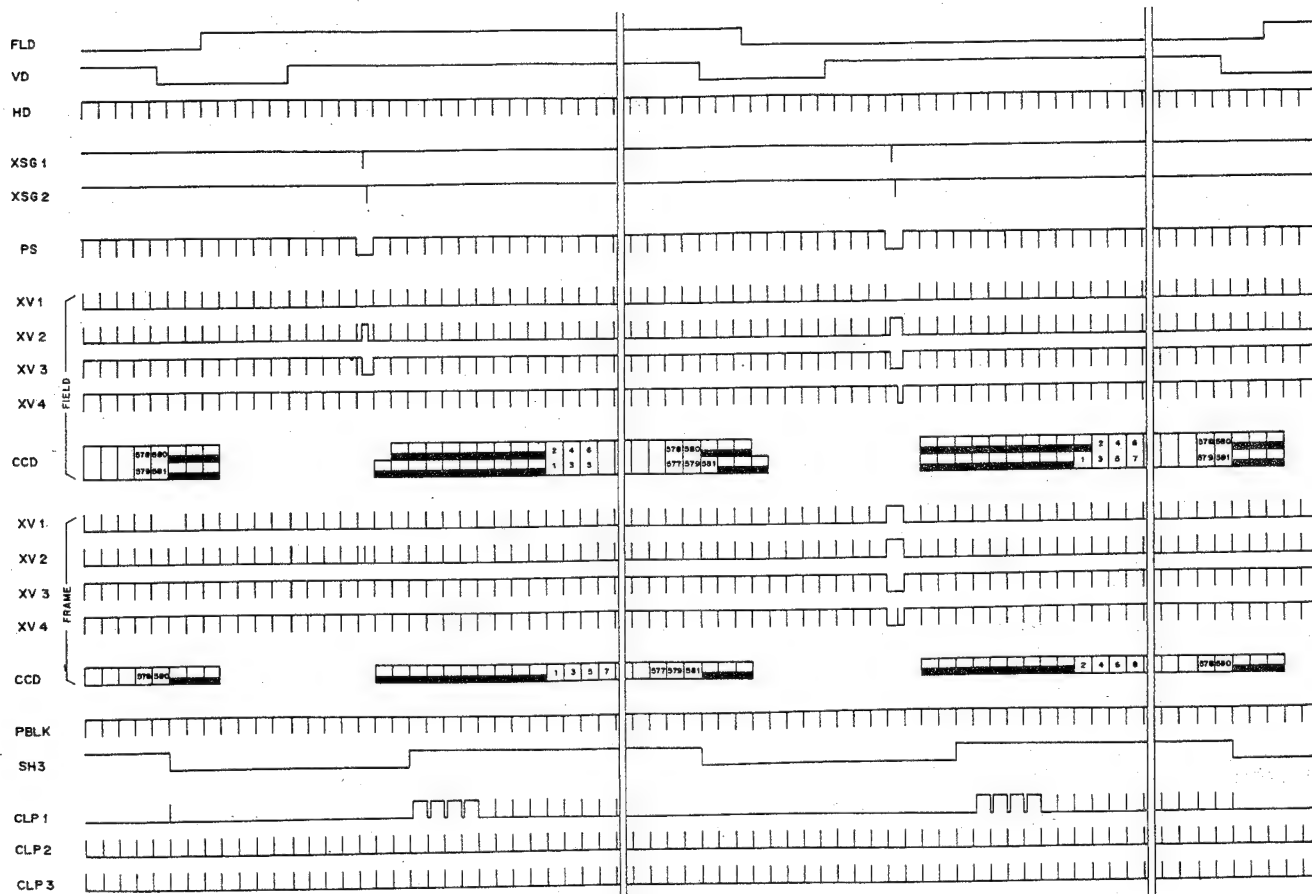 FLD
VD
HD
XSG 1
XSG 2
PS
FIELD
XV 1
XV 2
XV 3
XV4
CCD
578 580
579 581
2 4 6
1 3 5
578 580
577 579 581
2 4 6
1 3 5 7
578 580
579 581
FRAME
XV 1
XV 2
XV 3
XV 4
CCD
578 580
1 3 5 7
577 579 581
2 4 6 8
578 580
PBLK
SH3
CLP 1
CLP 2
CLP 3